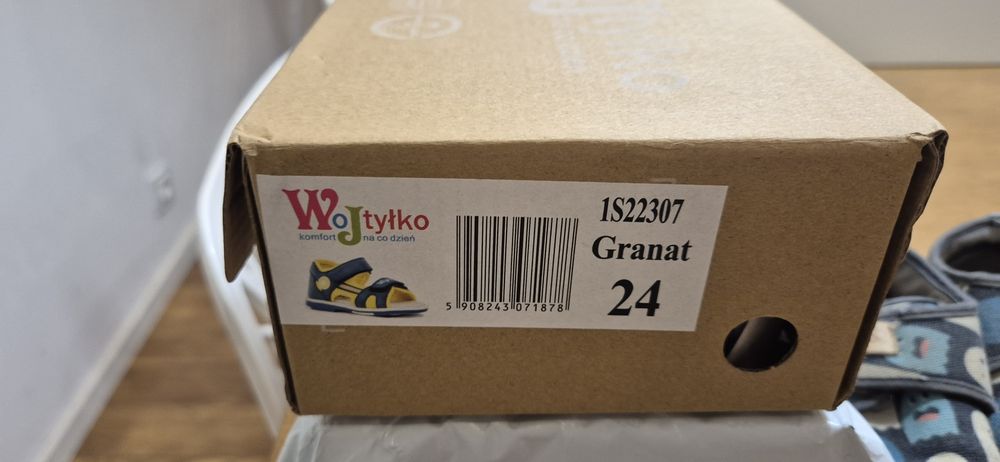 Wojtyłko
komfort na co dzień
5 908243 071878
1S22307
Granat
24